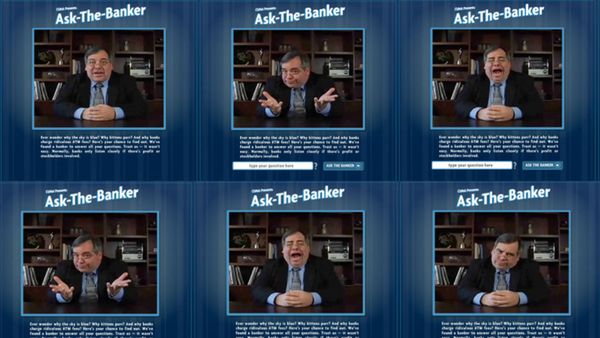 CUNA Presents:
Ask-The-Banker
Ever wonder why the sky is blue? Why kittens purr? And why banks
charge ridiculous ATM fees? Here's your chance to find out. We've
found a banker to answer all your questions. Trust us — it wasn't
easy. Normally, banks only listen closely if there's profit or
stockholders involved.
CUNA Presents:
Ask-The-Banker
Ever wonder why the sky is blue? Why kittens purr? And why banks
charge ridiculous ATM fees? Here's your chance to find out. We've
found a banker to answer all your questions. Trust us — it wasn't
easy. Normally, banks only listen closely if there's profit or
stockholders involved.
type your question here ? ASK THE BANKER
CUNA Presents:
Ask-The-Banker
Ever wonder why the sky is blue? Why kittens purr? And why banks
charge ridiculous ATM fees? Here's your chance to find out. We've
found a banker to answer all your questions. Trust us — it wasn't
easy. Normally, banks only listen closely if there's profit or
stockholders involved.
type your question here ? ASK THE BANKER
CUNA Presents:
Ask-The-Banker
Ever wonder why the sky is blue? Why kittens purr? And why banks
charge ridiculous ATM fees? Here's your chance to find out. We've
found a banker to answer all your questions. Trust us — it wasn't
CUNA Presents:
Ask-The-Banker
Ever wonder why the sky is blue? Why kittens purr? And why banks
charge ridiculous ATM fees? Here's your chance to find out. We've
found a banker to answer all your questions. Trust us — it wasn't
CUNA Presents:
Ask-The-Banker
Ever wonder why the sky is blue? Why kittens purr? And why banks
charge ridiculous ATM fees? Here's your chance to find out. We've
found a banker to answer all your questions. Trust us — it wasn't